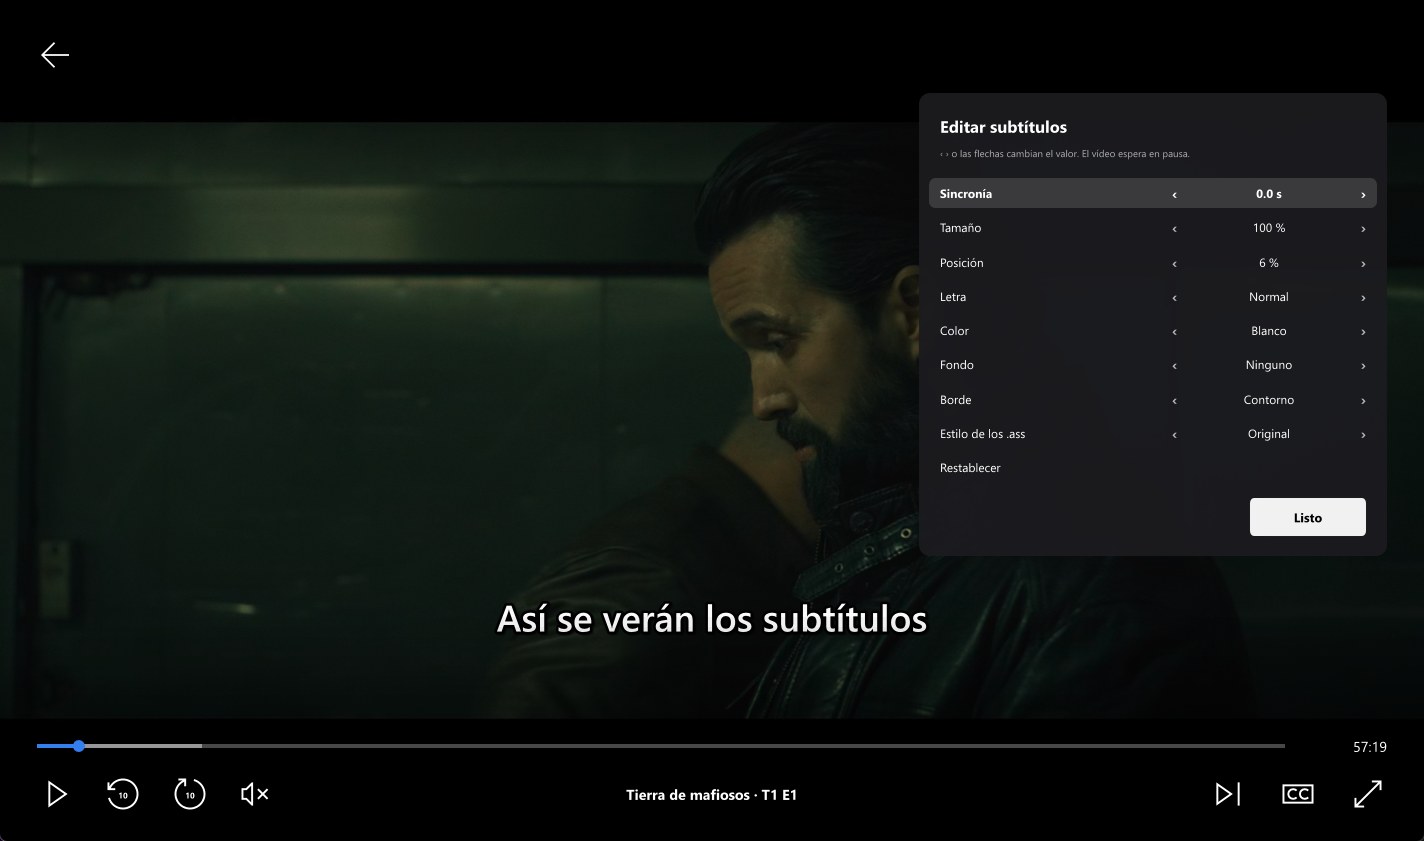 Editar subtítulos
‹ › o las flechas cambian el valor. El vídeo espera en pausa.
Sincronía ‹ 0.0 s ›
Tamaño ‹ 100 % ›
Posición ‹ 6 % ›
Letra ‹ Normal ›
Color ‹ Blanco ›
Fondo ‹ Ninguno ›
Borde ‹ Contorno ›
Estilo de los .ass ‹ Original ›
Restablecer
Listo
Así se verán los subtítulos
57:19
10
10
Tierra de mafiosos · T1 E1
CC